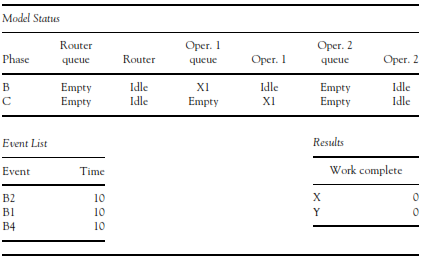 Model Status
Router Oper. 1 Oper. 2
Phase queue Router queue Oper. 1 queue Oper. 2
B Empty Idle X1 Idle Empty Idle
C Empty Idle Empty X1 Empty Idle
Event List Results
Event Time Work complete
B2 10 X 0
B1 10 Y 0
B4 10